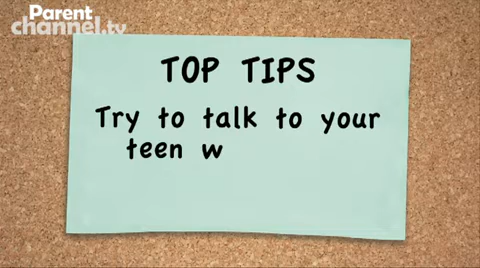 Parent
channel.tv
TOP TIPS
Try to talk to your
teen w